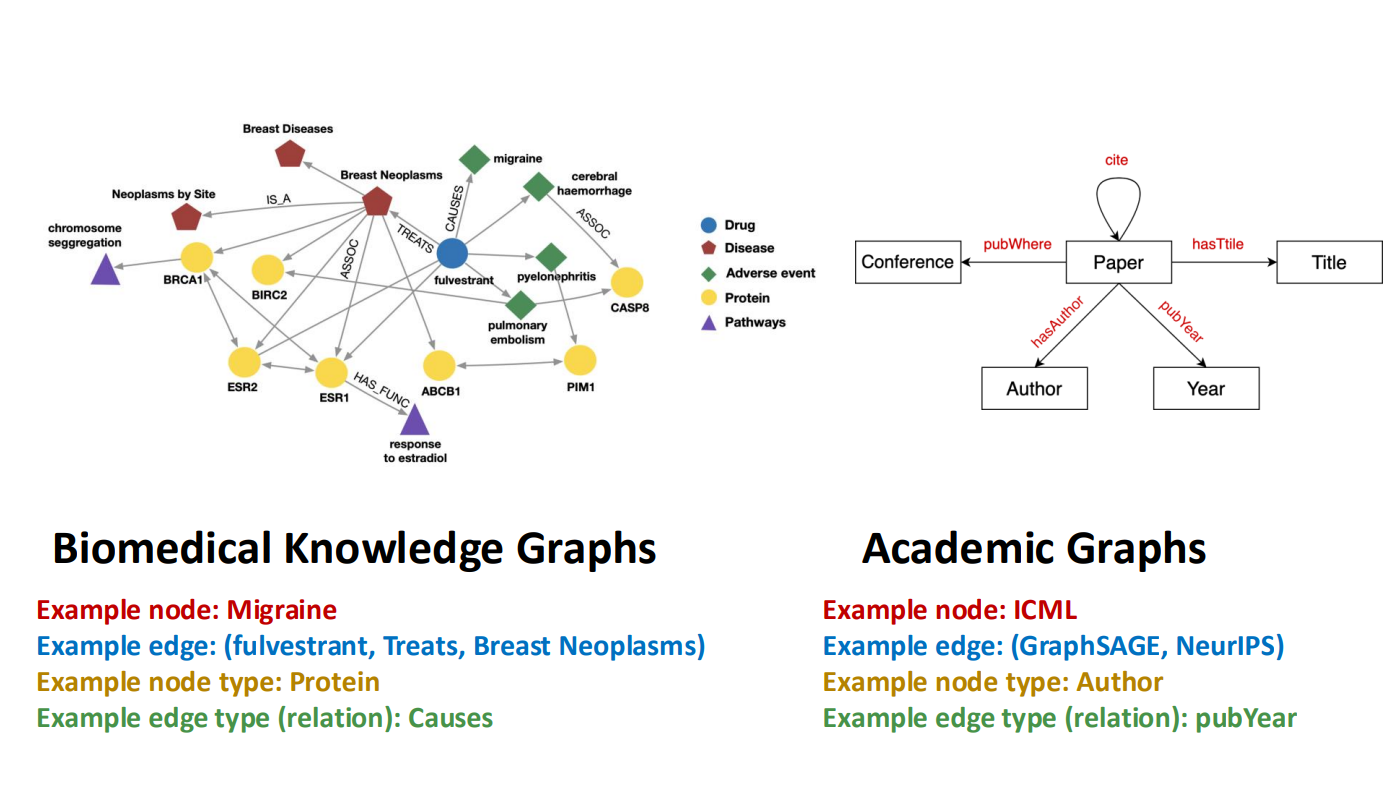 Breast Diseases
Breast Neoplasms
migraine
cerebral
haemorrhage
Neoplasms by Site
IS_A
CAUSES
ASSOC
chromosome
seggregation
TREATS
ASSOC
BRCA1
BIRC2
fulvestrant
pyelonephritis
CASP8
pulmonary
embolism
ESR2
ESR1
HAS_FUNC
ABCB1
PIM1
response
to estradiol
Drug
Disease
Adverse event
Protein
Pathways
cite
pubWhere
hasTtile
Conference
Paper
Title
hasAuthor
pubYear
Author
Year
Biomedical Knowledge Graphs
Example node: Migraine
Example edge: (fulvestrant, Treats, Breast Neoplasms)
Example node type: Protein
Example edge type (relation): Causes
Academic Graphs
Example node: ICML
Example edge: (GraphSAGE, NeurIPS)
Example node type: Author
Example edge type (relation): pubYear